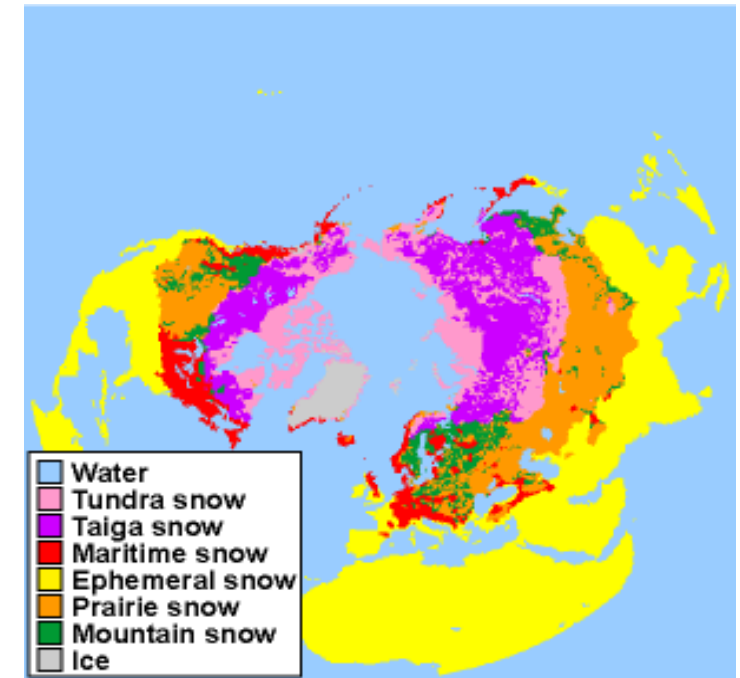 Water
Tundra snow
Taiga snow
Maritime snow
Ephemeral snow
Prairie snow
Mountain snow
Ice